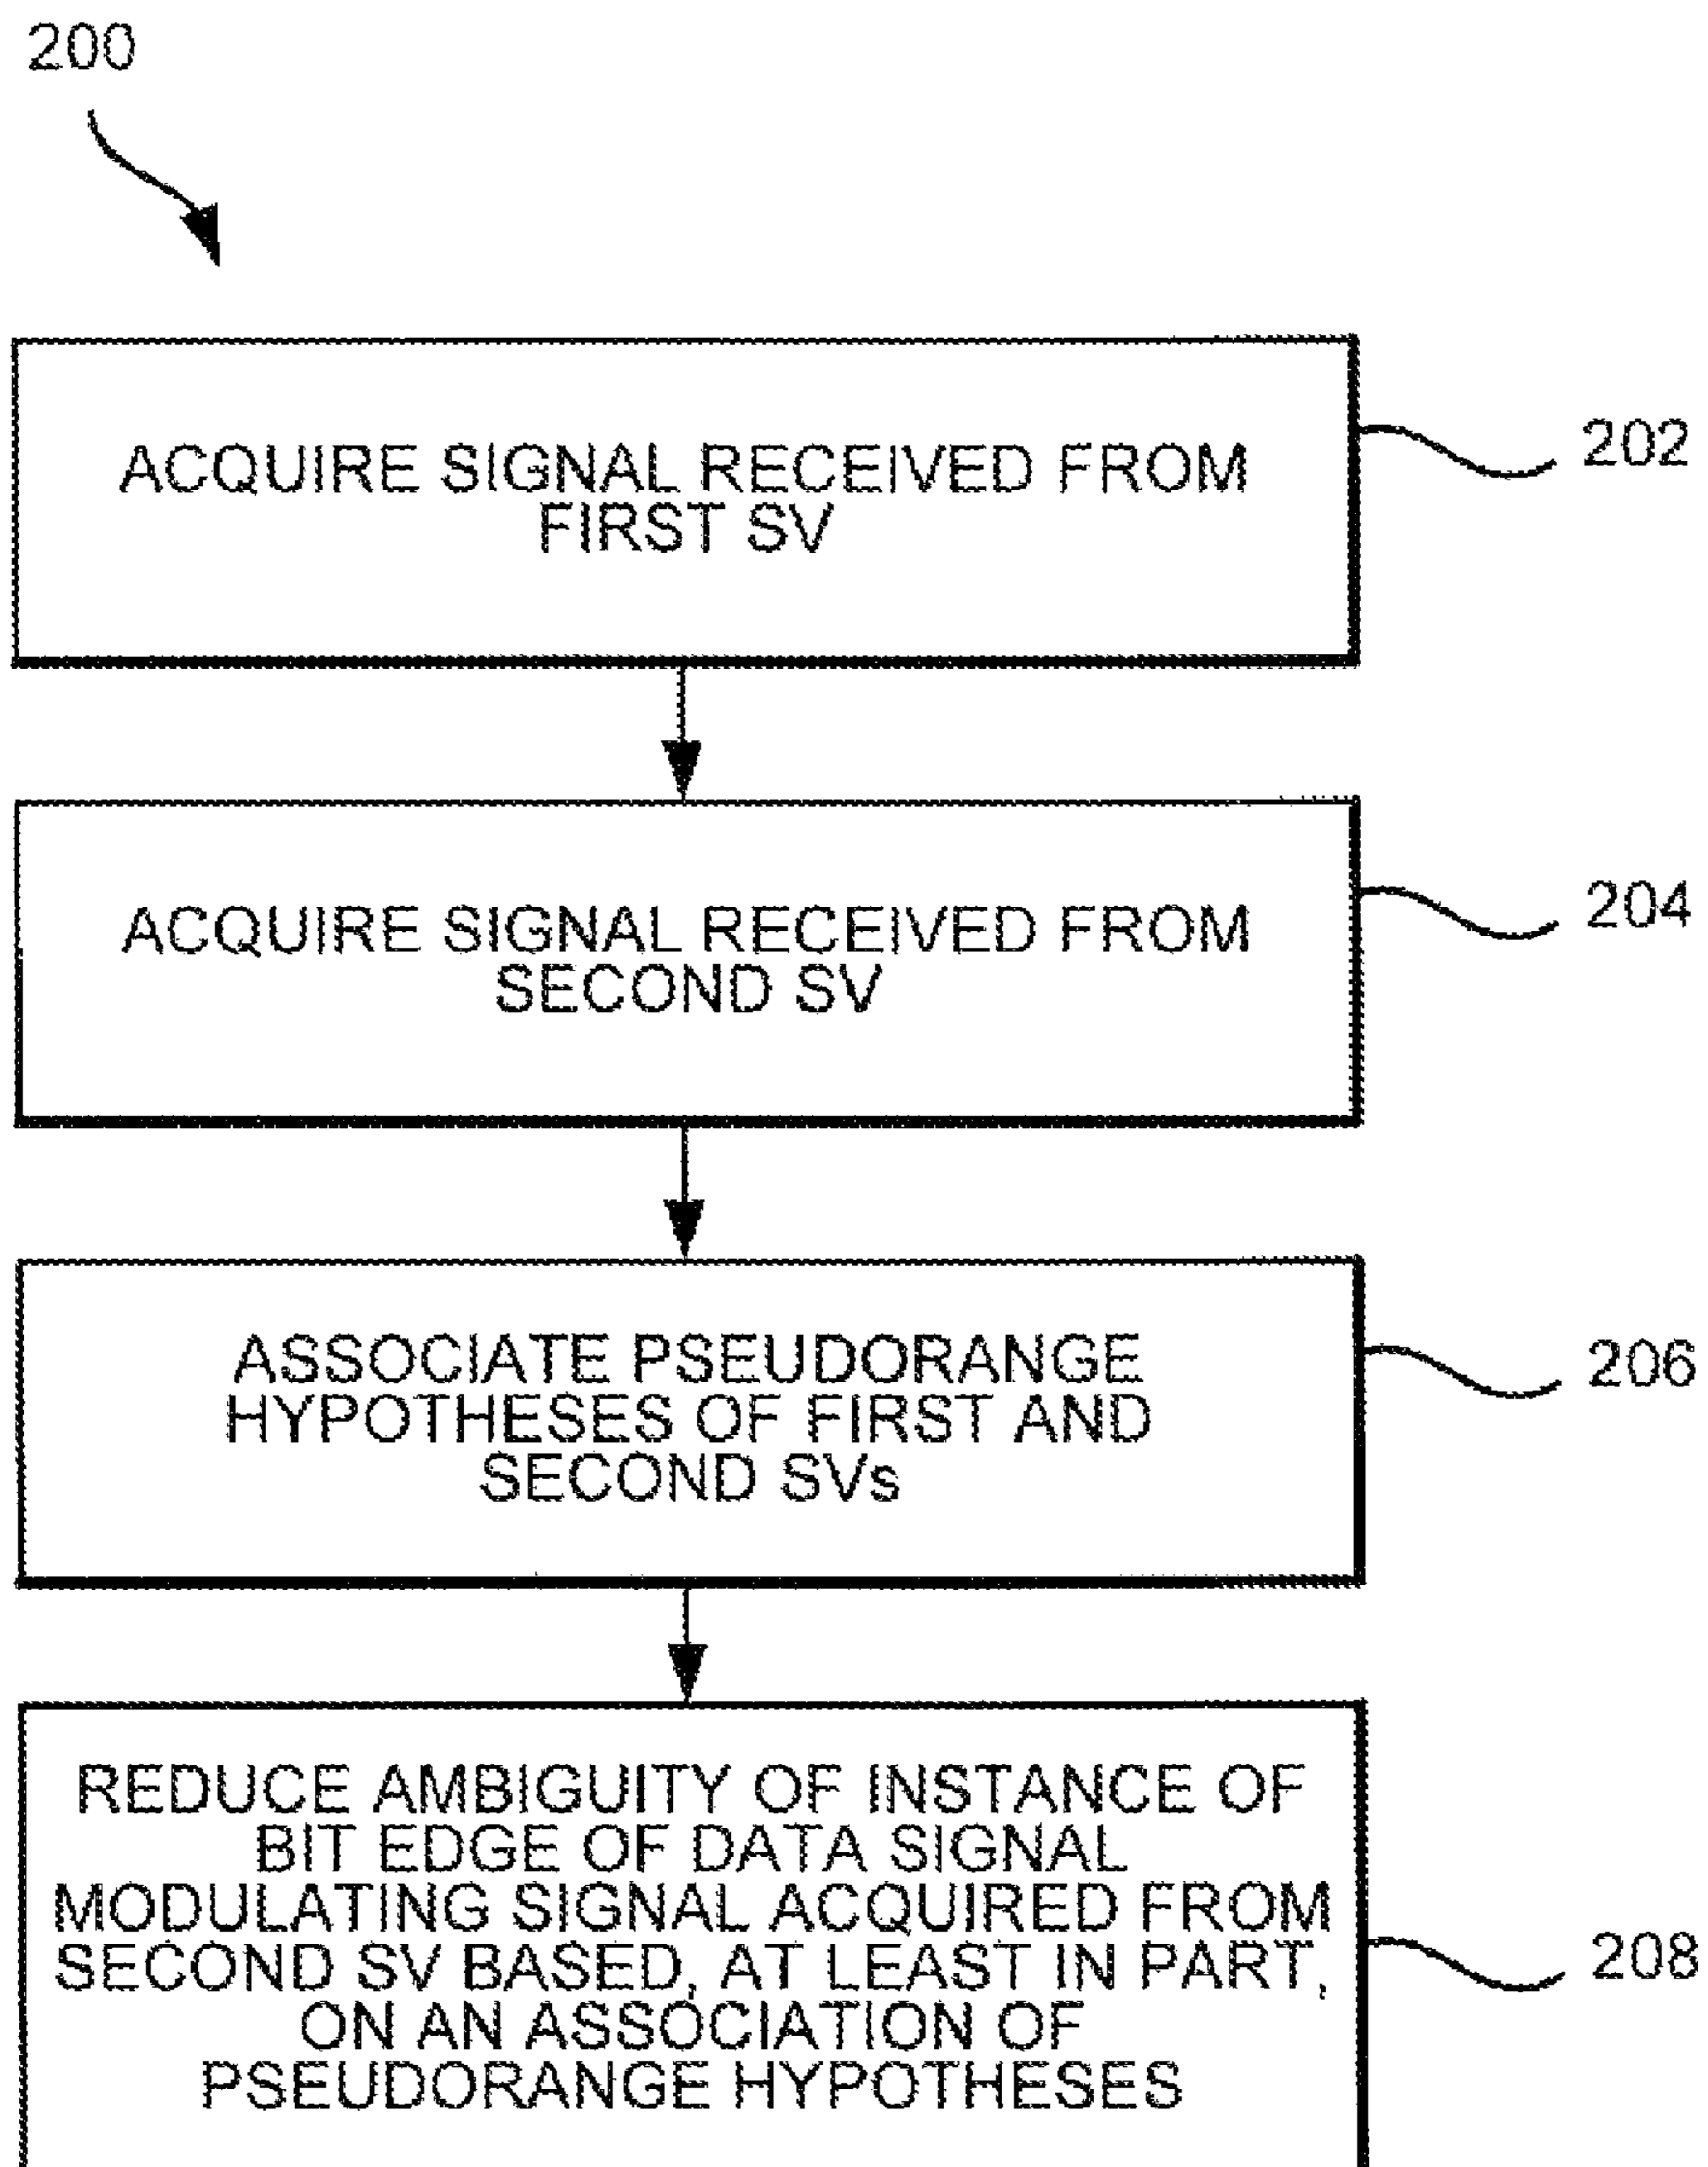 200
ACQUIRE SIGNAL RECEIVED FROM
FIRST SV
202
ACQUIRE SIGNAL RECEIVED FROM
SECOND SV
204
ASSOCIATE PSEUDORANGE
HYPOTHESES OF FIRST AND
SECOND SVs
206
REDUCE AMBIGUITY OF INSTANCE OF
BIT EDGE OF DATA SIGNAL
MODULATING SIGNAL ACQUIRED FROM
SECOND SV BASED, AT LEAST IN PART,
ON AN ASSOCIATION OF
PSEUDORANGE HYPOTHESES
208